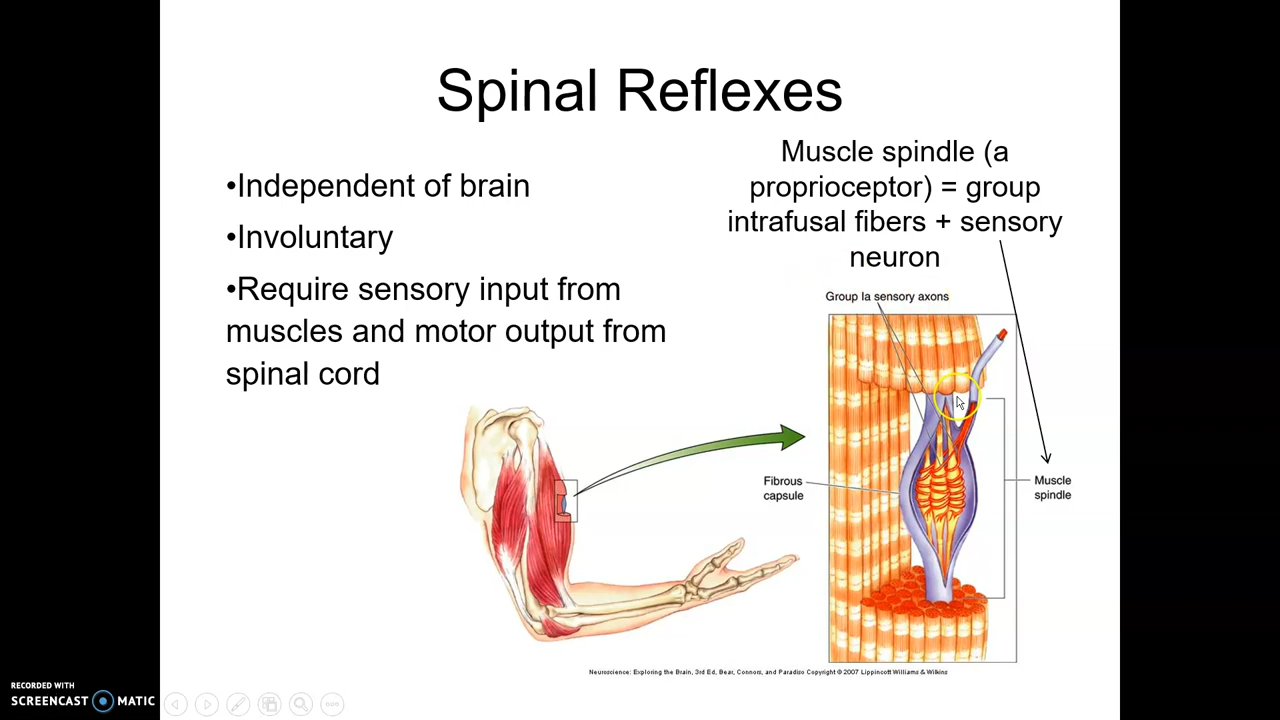 Spinal Reflexes
•Independent of brain
•Involuntary
•Require sensory input from
muscles and motor output from
spinal cord
Muscle spindle (a
proprioceptor) = group
intrafusal fibers + sensory
neuron
Group Ia sensory axons
Fibrous
capsule
Muscle
spindle
Neuroscience: Exploring the Brain, 3rd Ed, Bear, Connors, and Paradiso Copyright © 2007 Lippincott Williams & Wilkins
RECORDED WITH
SCREENCAST MATIC